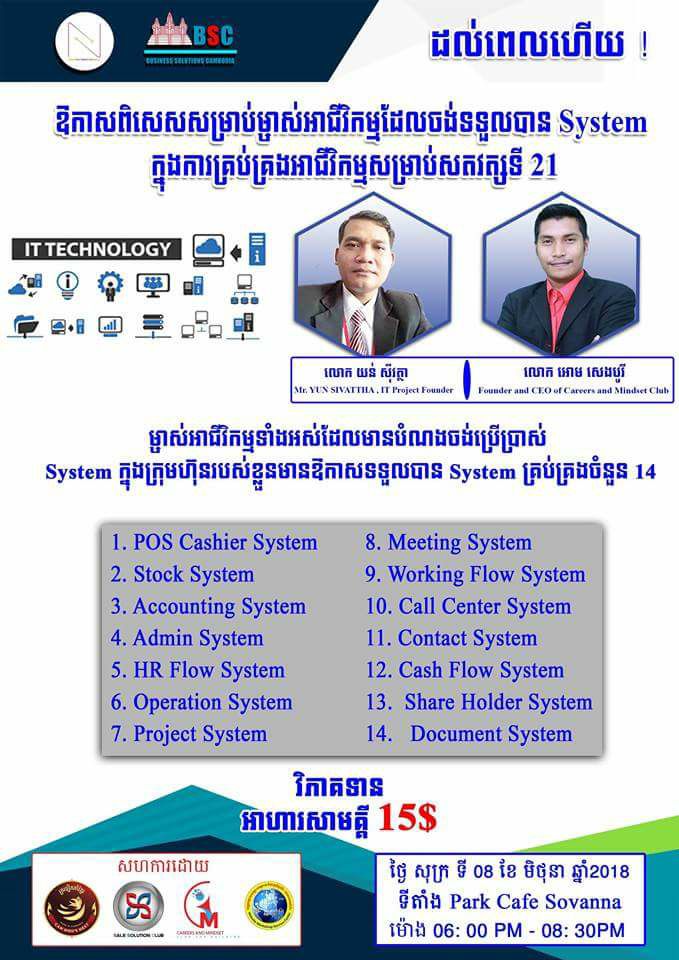 N
BSC
BUSINESS SOLUTIONS CAMBODIA
ដល់ពេលហើយ !
ឱកាសពិសេសសម្រាប់ម្ចាស់អាជីវកម្មដែលចង់ទទួលបាន System
ក្នុងការគ្រប់គ្រងអាជីវកម្មសម្រាប់សតវត្សទី 21
IT TECHNOLOGY
លោក យន់ ស៊ីវត្ថា
Mr. YUN SIVATTHA , IT Project Founder
លោក អោម សេងបូរី
Founder and CEO of Careers and Mindset Club
ម្ចាស់អាជីវកម្មទាំងអស់ដែលមានបំណងចង់ប្រើប្រាស់
System ក្នុងក្រុមហ៊ុនរបស់ខ្លួនមានឱកាសទទួលបាន System គ្រប់គ្រងចំនួន 14
1. POS Cashier System
2. Stock System
3. Accounting System
4. Admin System
5. HR Flow System
6. Operation System
7. Project System
8. Meeting System
9. Working Flow System
10. Call Center System
11. Contact System
12. Cash Flow System
13. Share Holder System
14. Document System
វិភាគទាន
អាហារសាមគ្គី 15$
សហការដោយ
SALE SOLUTION CLUB
CAREERS AND MINDSET
ថ្ងៃ សុក្រ ទី 08 ខែ មិថុនា ឆ្នាំ2018
ទីតាំង Park Cafe Sovanna
ម៉ោង 06: 00 PM - 08: 30PM